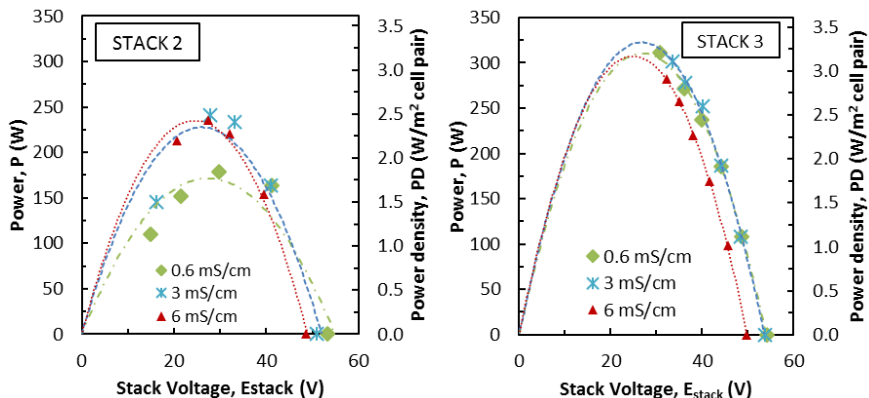 STACK 2
Power, P (W)
350
300
250
200
150
100
50
0
0 20 40 60
Stack Voltage, Estack (V)
3.5
3.0
2.5
2.0
1.5
1.0
0.5
0.0
Power density, PD (W/m² cell pair)
0.6 mS/cm
3 mS/cm
6 mS/cm
STACK 3
Power, P (W)
350
300
250
200
150
100
50
0
0 20 40 60
Stack Voltage, Estack (V)
3.5
3.0
2.5
2.0
1.5
1.0
0.5
0.0
Power density, PD (W/m² cell pair)
0.6 mS/cm
3 mS/cm
6 mS/cm